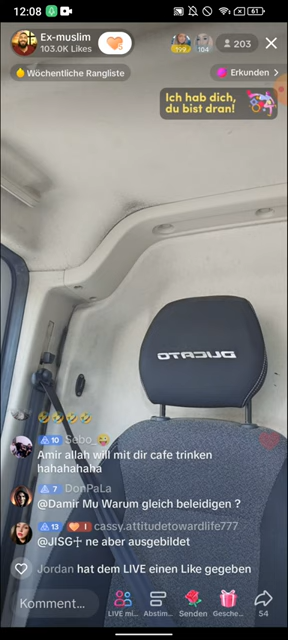 12:08
61
Ex-muslim
103.0K Likes
399
104
203
Wöchentliche Rangliste
Erkunden >
Ich hab dich,
du bist dran!
DUCATO
10 Sebo_😜
Amir allah will mit dir cafe trinken
hahahahaha
7 DonPaLa
@Damir Mu Warum gleich beleidigen ?
13 I cassy.attitudetowardlife777
@JISG✝ ne aber ausgebildet
Jordan hat dem LIVE einen Like gegeben
Komment...
LIVE mi...
Abstim...
Senden
Gesche...
54